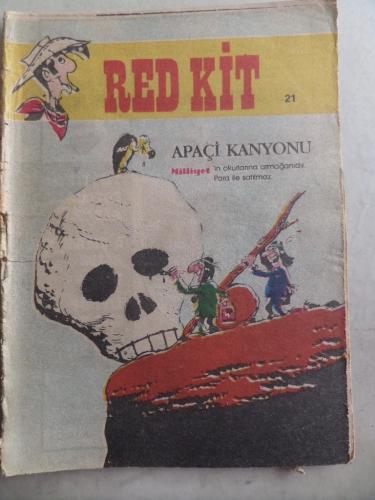 RED KİT
21
APAÇİ KANYONU
Milliyet 'in okurlarına armağanıdır.
Para ile satılmaz.